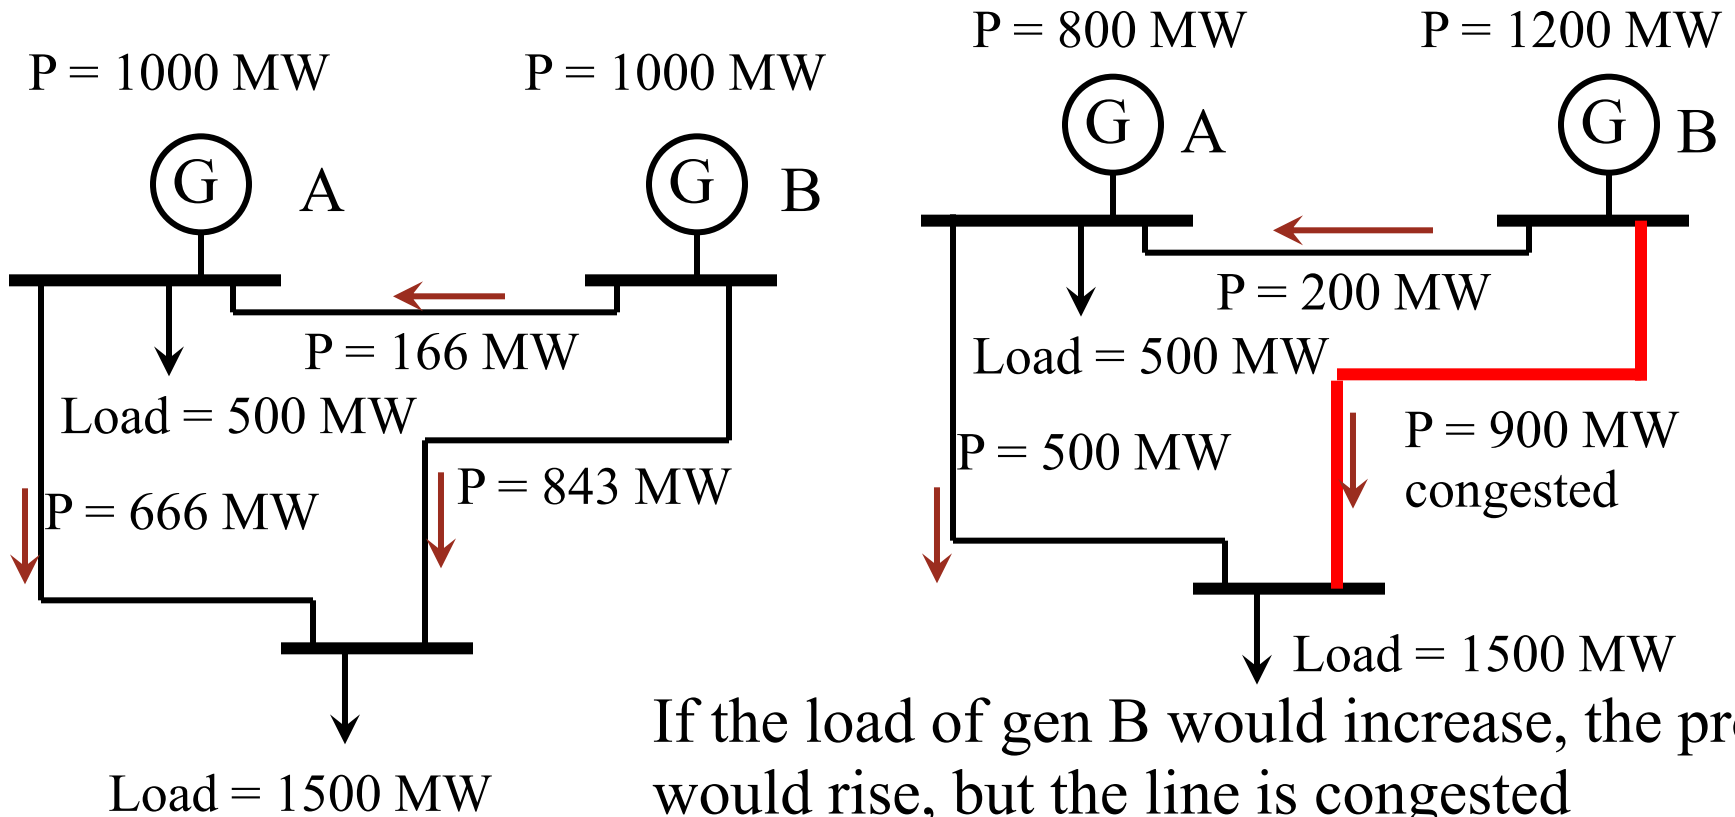 P = 1000 MW
P = 1000 MW
G
A
G
B
P = 166 MW
Load = 500 MW
P = 666 MW
P = 843 MW
Load = 1500 MW
P = 800 MW
P = 1200 MW
G
A
G
B
P = 200 MW
Load = 500 MW
P = 500 MW
P = 900 MW
congested
Load = 1500 MW
If the load of gen B would increase, the
would rise, but the line is congested